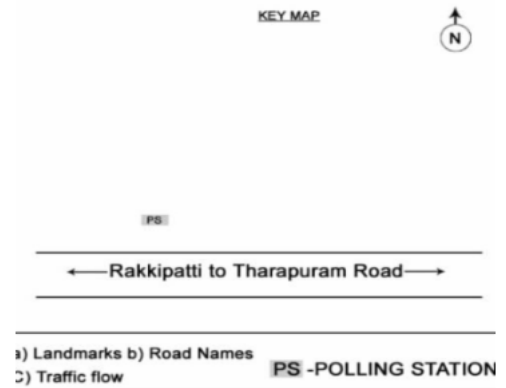 KEY MAP
N
PS
Rakkipatti to Tharapuram Road
a) Landmarks b) Road Names
C) Traffic flow
PS -POLLING STATION